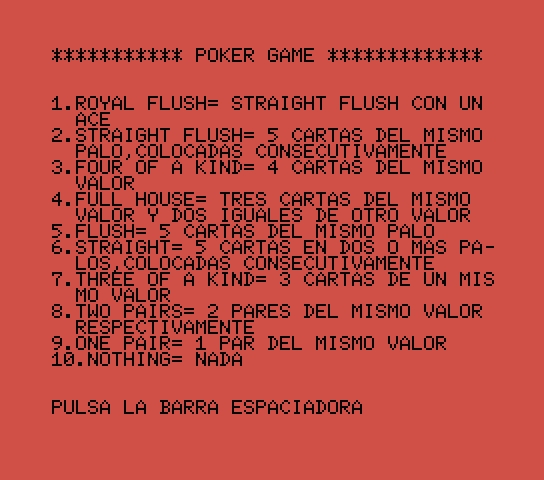 *********** POKER GAME *************
1.ROYAL FLUSH= STRAIGHT FLUSH CON UN
ACE
2.STRAIGHT FLUSH= 5 CARTAS DEL MISMO
PALO,COLOCADAS CONSECUTIVAMENTE
3.FOUR OF A KIND= 4 CARTAS DEL MISMO
VALOR
4.FULL HOUSE= TRES CARTAS DEL MISMO
VALOR Y DOS IGUALES DE OTRO VALOR
5.FLUSH= 5 CARTAS DEL MISMO PALO
6.STRAIGHT= 5 CARTAS EN DOS O MAS PA-
LOS,COLOCADAS CONSECUTIVAMENTE
7.THREE OF A KIND= 3 CARTAS DE UN MIS
MO VALOR
8.TWO PAIRS= 2 PARES DEL MISMO VALOR
RESPECTIVAMENTE
9.ONE PAIR= 1 PAR DEL MISMO VALOR
10.NOTHING= NADA
PULSA LA BARRA ESPACIADORA